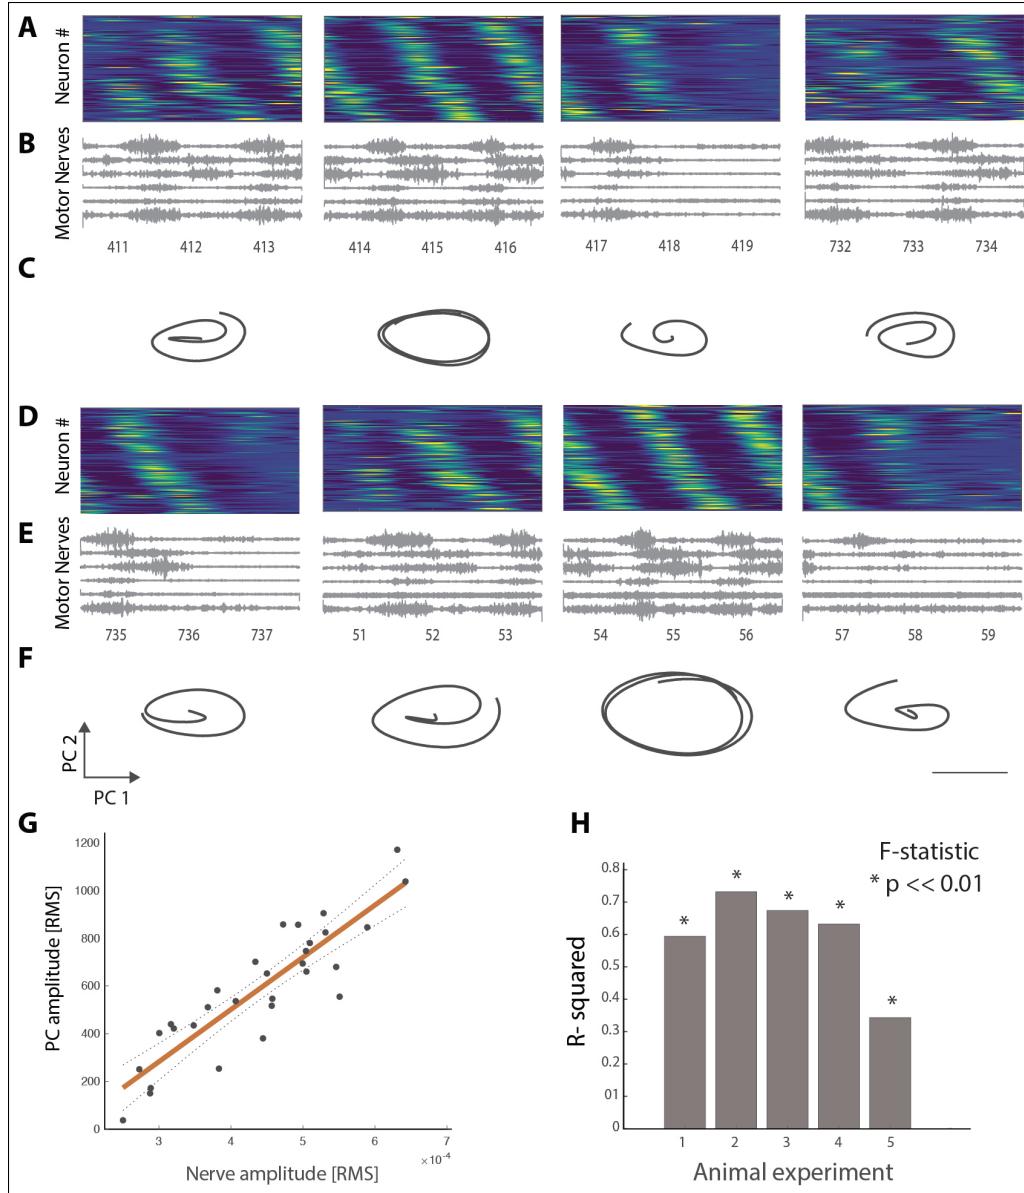 A
Neuron #
B
Motor Nerves
411 412 413
414 415 416
417 418 419
732 733 734
C
D
Neuron #
E
Motor Nerves
735 736 737
51 52 53
54 55 56
57 58 59
F
PC 2
PC 1
G
1200
1000
800
600
400
200
0
PC amplitude [RMS]
3 4 5 6 7
×10⁻⁴
Nerve amplitude [RMS]
H
F-statistic
* p << 0.01
0.8
0.7
0.6
0.5
0.4
0.3
0.2
01
0
R- squared
* * * * *
1 2 3 4 5
Animal experiment